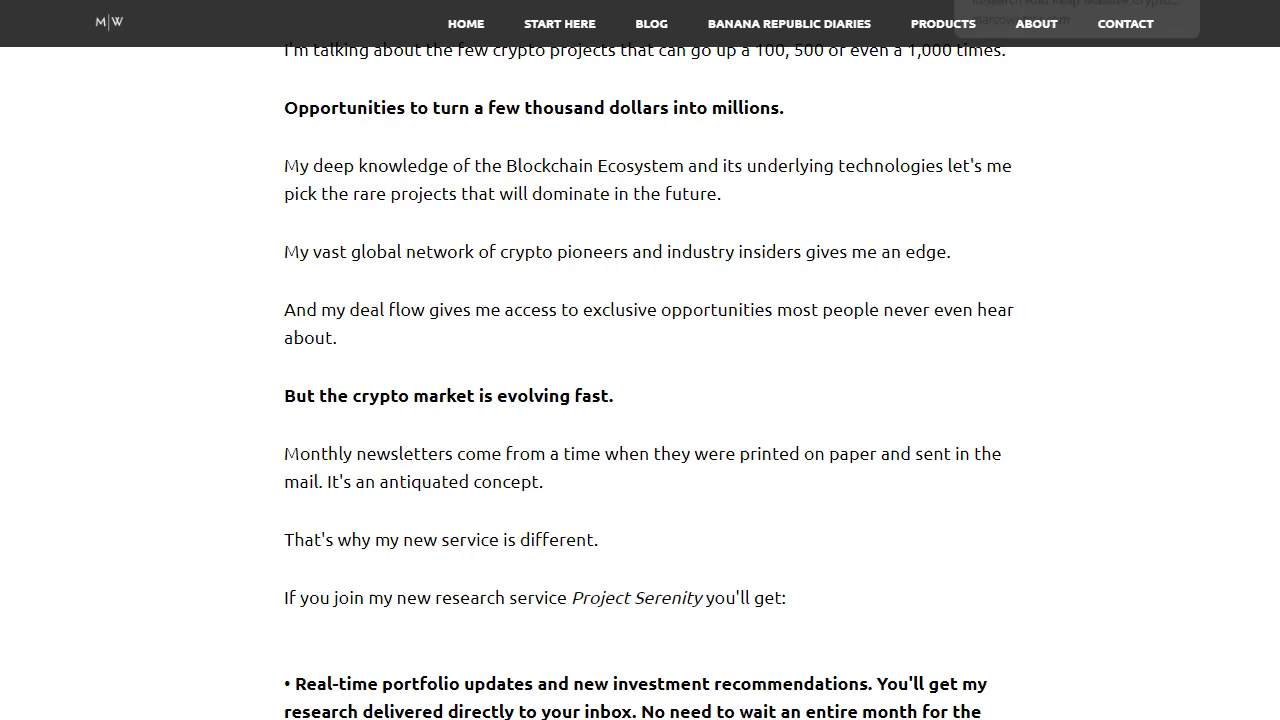 M|W
HOME
START HERE
BLOG
BANANA REPUBLIC DIARIES
PRODUCTS
ABOUT
CONTACT
I'm talking about the few crypto projects that can go up a 100, 500 or even a 1,000 times.
Opportunities to turn a few thousand dollars into millions.
My deep knowledge of the Blockchain Ecosystem and its underlying technologies let's me
pick the rare projects that will dominate in the future.
My vast global network of crypto pioneers and industry insiders gives me an edge.
And my deal flow gives me access to exclusive opportunities most people never even hear
about.
But the crypto market is evolving fast.
Monthly newsletters come from a time when they were printed on paper and sent in the
mail. It's an antiquated concept.
That's why my new service is different.
If you join my new research service Project Serenity you'll get:
• Real-time portfolio updates and new investment recommendations. You'll get my
research delivered directly to your inbox. No need to wait an entire month for the